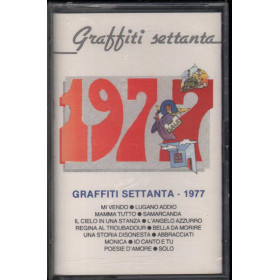 Graffiti settanta
1977
GRAFFITI SETTANTA - 1977
MI VENDO ● LUGANO ADDIO
MAMMA TUTTO ● SAMARCANDA
IL CIELO IN UNA STANZA ● L'ANGELO AZZURRO
REGINA AL TROUBADOUR ● BELLA DA MORIRE
UNA STORIA DISONESTA ● ABBRACCIATI
MONICA ● IO CANTO E TU
POESIE D'AMORE ● SOLO